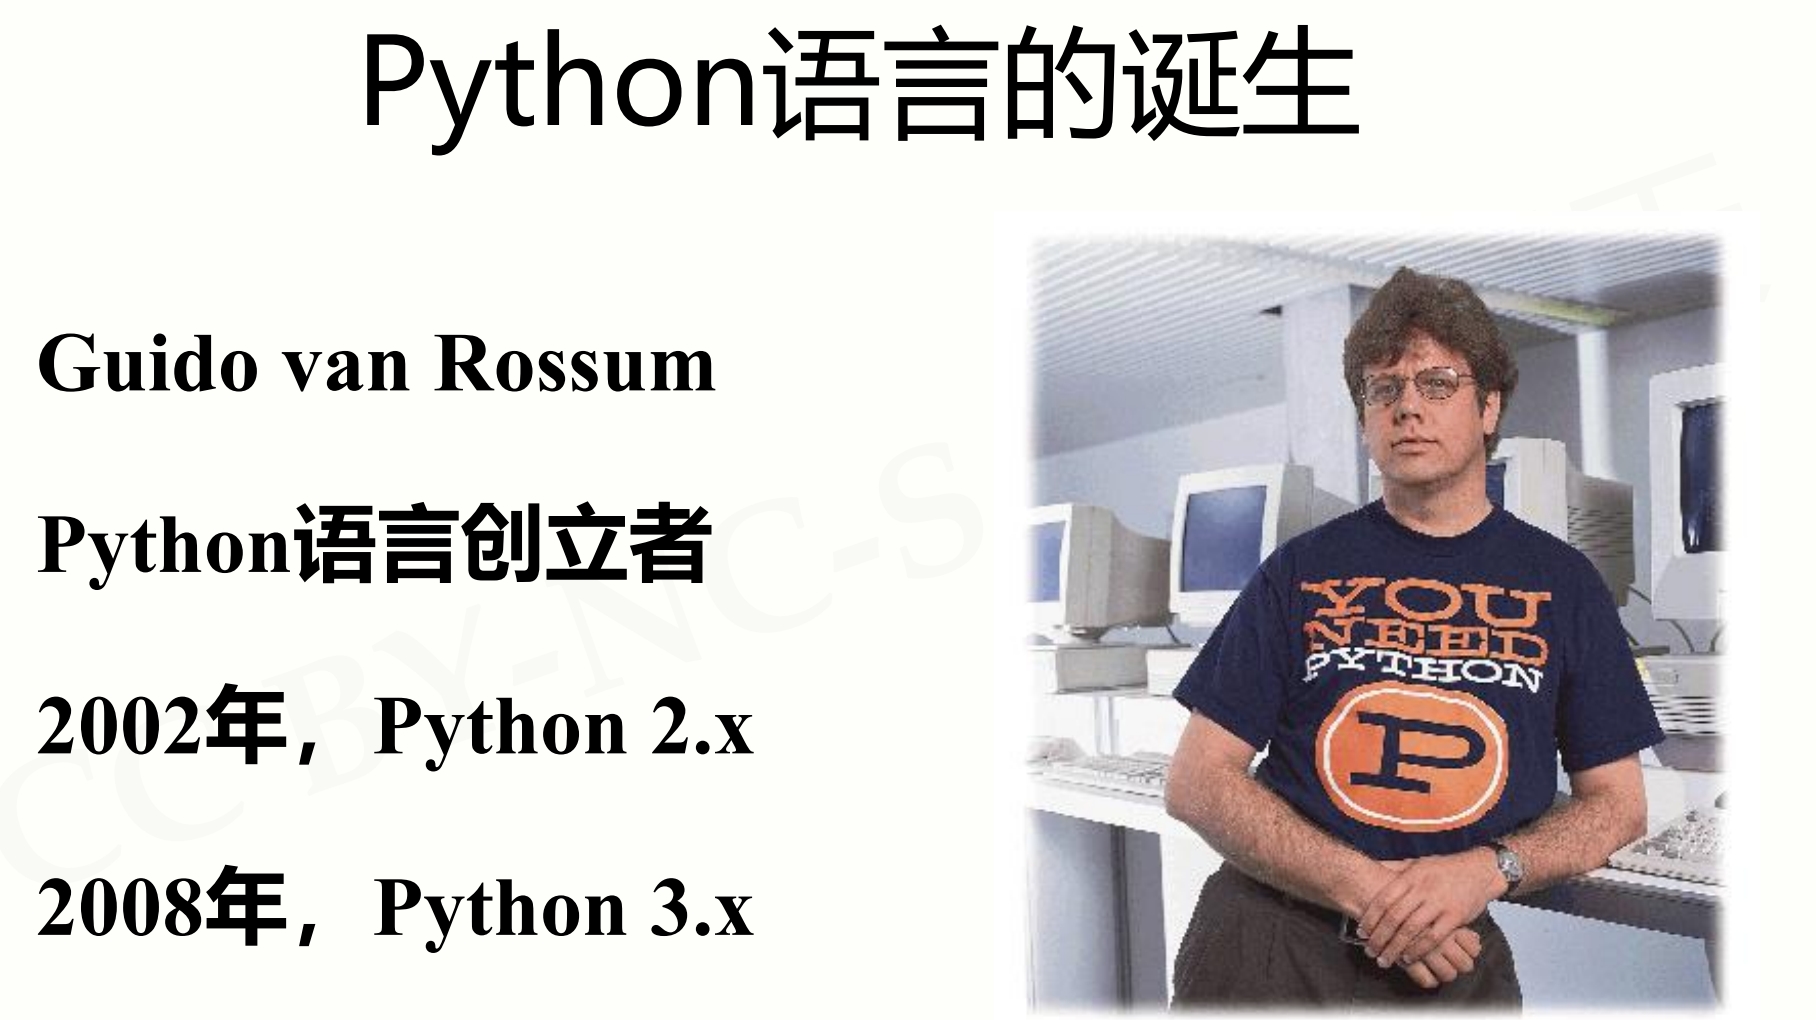 Python语言的诞生
Guido van Rossum
Python语言创立者
2002年，Python 2.x
2008年，Python 3.x
YOU
NEED
PYTHON
P
CC BY-NC-S